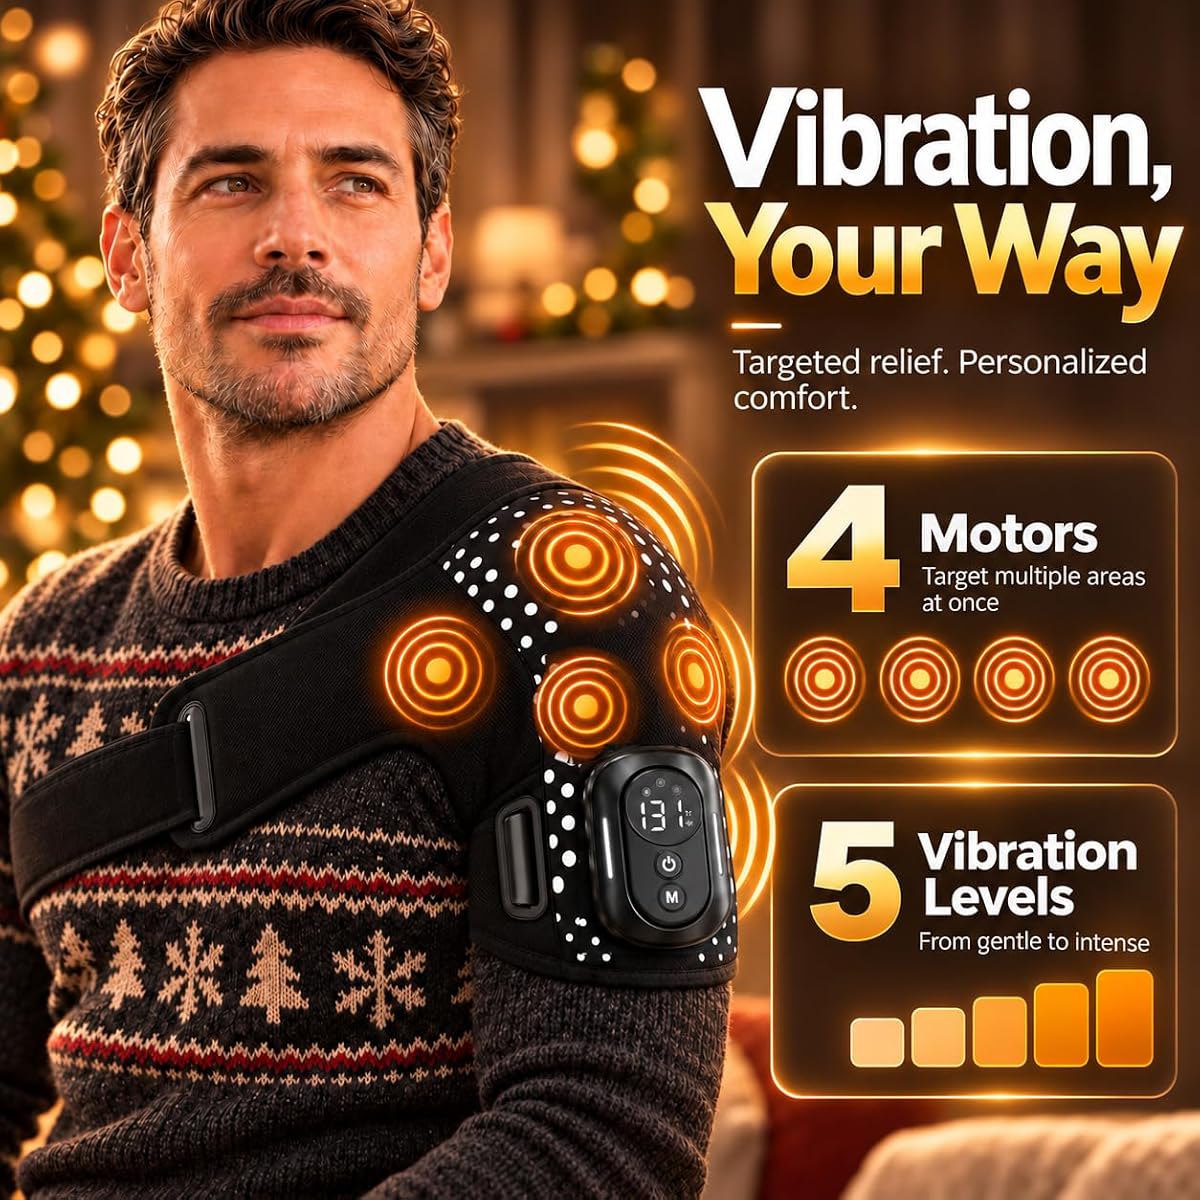 Vibration,
Your Way
Targeted relief. Personalized
comfort.
4 Motors
Target multiple areas
at once
5 Vibration
Levels
From gentle to intense
131
M